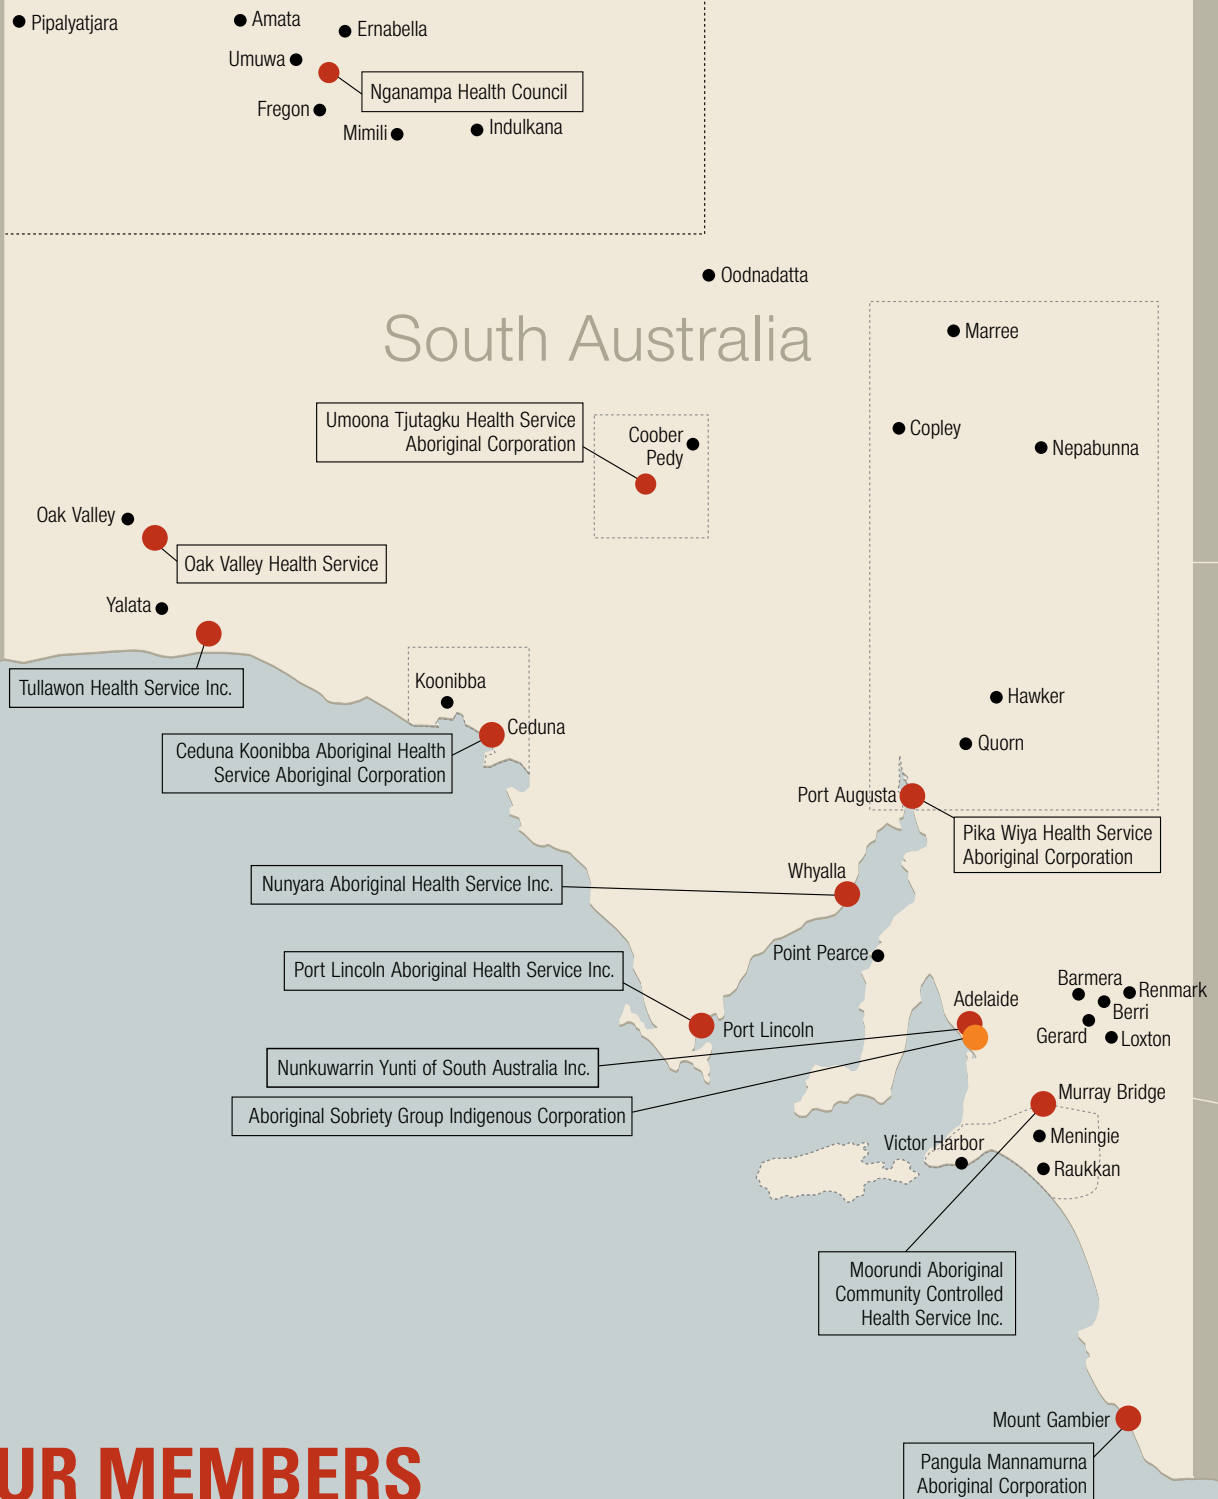 Pipalyatjara
Amata
Ernabella
Umuwa
Nganampa Health Council
Fregon
Mimili
Indulkana
Oodnadatta
South Australia
Marree
Umoona Tjutagku Health Service
Aboriginal Corporation
Coober
Pedy
Copley
Nepabunna
Oak Valley
Oak Valley Health Service
Yalata
Tullawon Health Service Inc.
Koonibba
Ceduna
Ceduna Koonibba Aboriginal Health
Service Aboriginal Corporation
Hawker
Quorn
Port Augusta
Pika Wiya Health Service
Aboriginal Corporation
Whyalla
Nunyara Aboriginal Health Service Inc.
Point Pearce
Port Lincoln Aboriginal Health Service Inc.
Port Lincoln
Adelaide
Barmera
Renmark
Berri
Gerard
Loxton
Nunkuwarrin Yunti of South Australia Inc.
Aboriginal Sobriety Group Indigenous Corporation
Murray Bridge
Meningie
Victor Harbor
Raukkan
Moorundi Aboriginal
Community Controlled
Health Service Inc.
Mount Gambier
Pangula Mannamurna
Aboriginal Corporation
UR MEMBERS